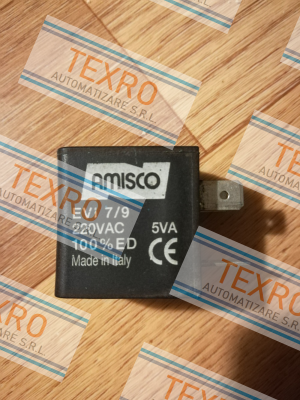 TEXRO
AUTOMATIZARE S.R.L.
AMISCO
EVI 7/9
220VAC 5VA
100%ED
CE
Made in Italy
TEXRO
AUTOMATIZARE S.R.L.
TEXRO
AUTOMATIZARE S.R.L.
TEXRO
AUTOMATIZARE S.R.L.